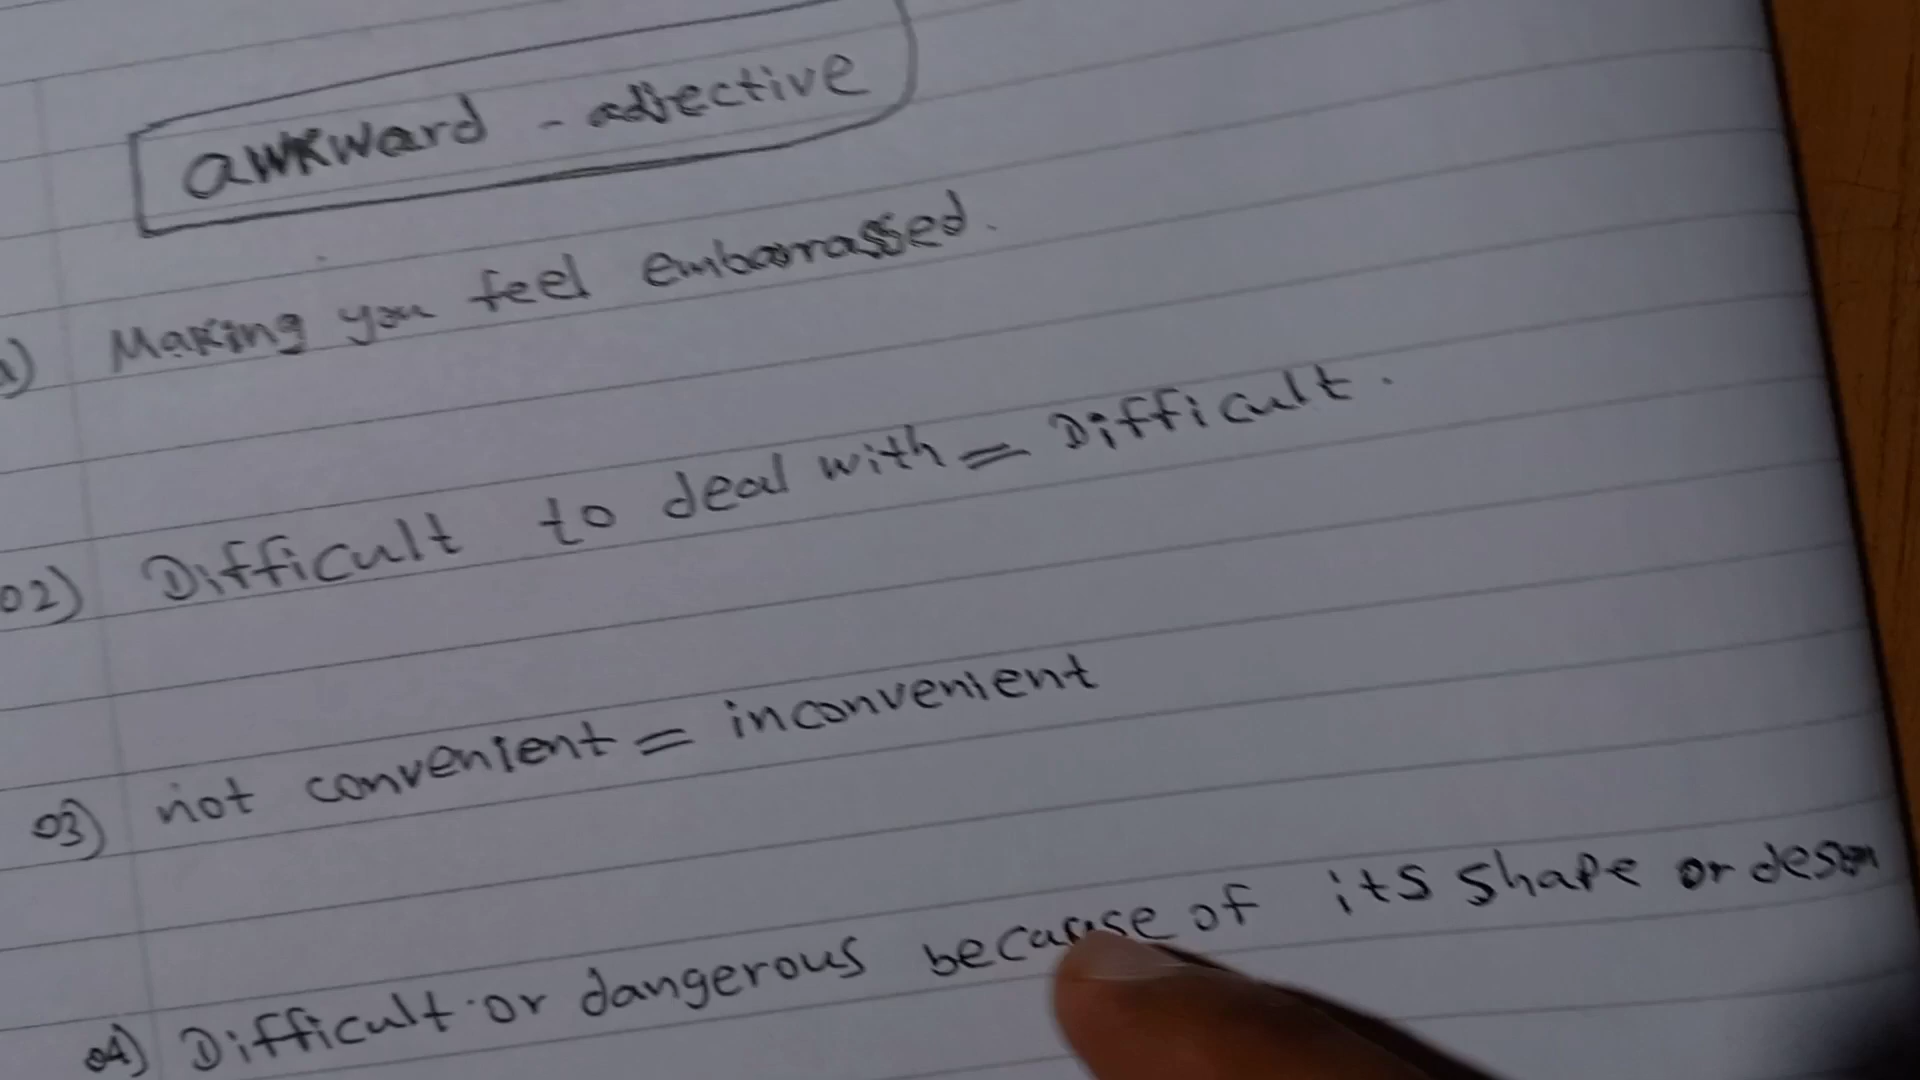 awkward - adjective
1) Making you feel embarrassed.
02) Difficult to deal with = Difficult.
03) not convenient = inconvenient
04) Difficult or dangerous because of its shape or